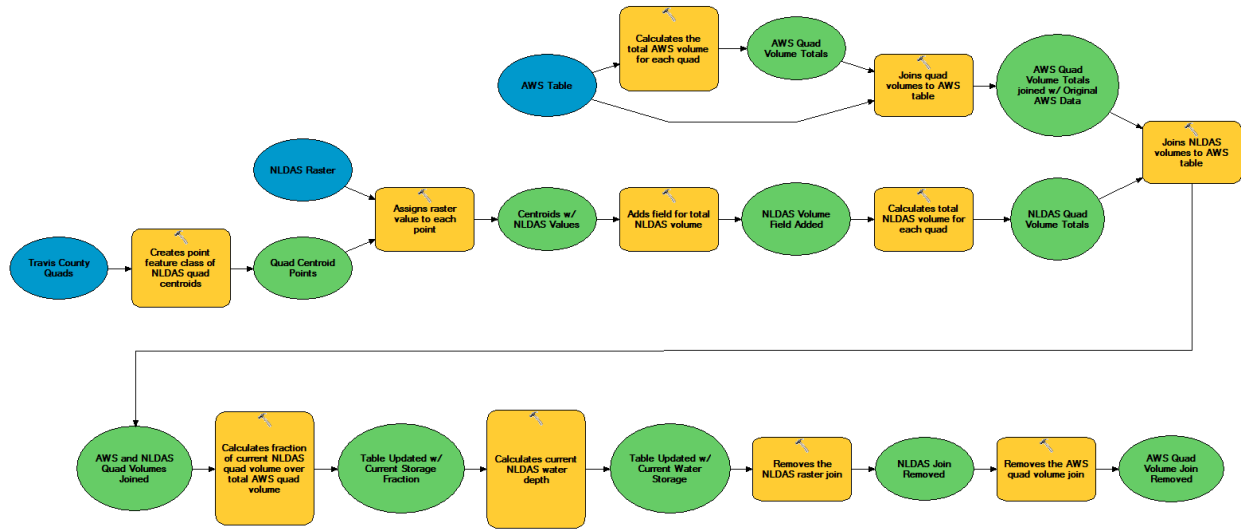 Calculates the
total AWS volume
for each quad
AWS Quad
Volume Totals
AWS Table
Joins quad
volumes to AWS
table
AWS Quad
Volume Totals
joined w/ Original
AWS Data
Joins NLDAS
volumes to AWS
table
NLDAS Raster
Assigns raster
value to each
point
Centroids w/
NLDAS Values
Adds field for total
NLDAS volume
NLDAS Volume
Field Added
Calculates total
NLDAS volume for
each quad
NLDAS Quad
Volume Totals
Travis County
Quads
Creates point
feature class of
NLDAS quad
centroids
Quad Centroid
Points
AWS and NLDAS
Quad Volumes
Joined
Calculates fraction
of current NLDAS
quad volume over
total AWS quad
volume
Table Updated w/
Current Storage
Fraction
Calculates current
NLDAS water
depth
Table Updated w/
Current Water
Storage
Removes the
NLDAS raster join
NLDAS Join
Removed
Removes the AWS
quad volume join
AWS Quad
Volume Join
Removed